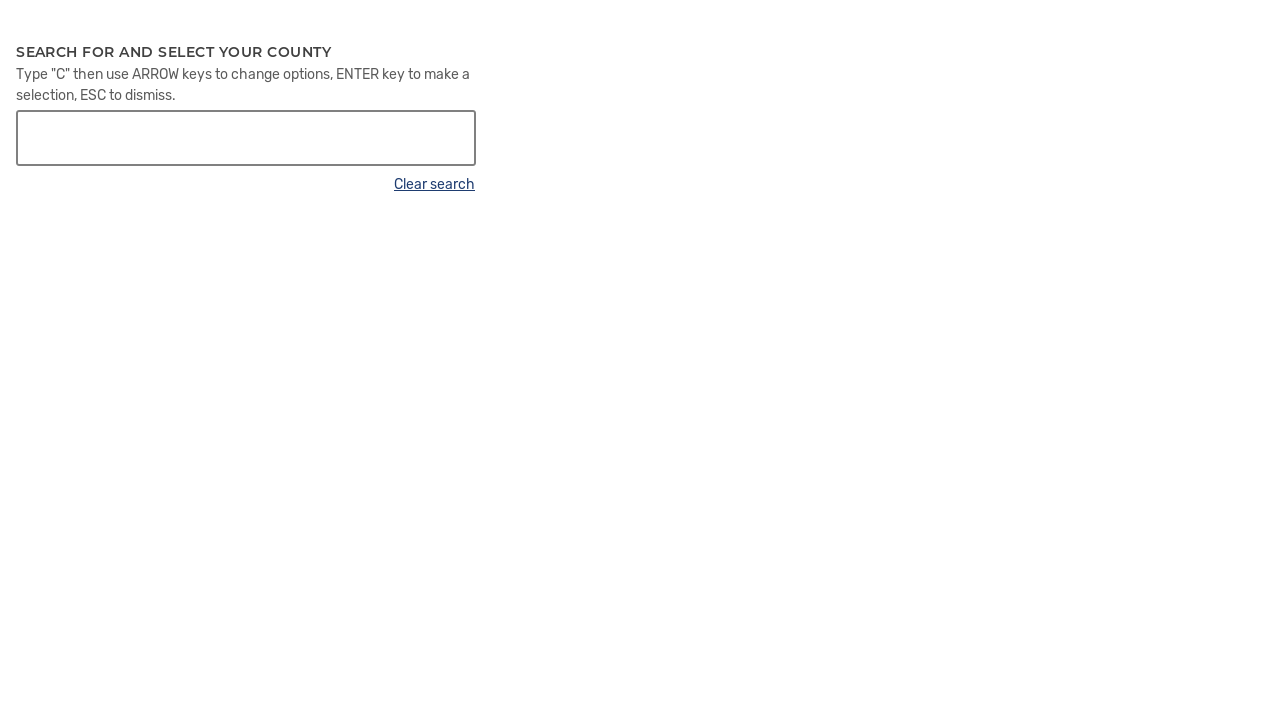 SEARCH FOR AND SELECT YOUR COUNTY
Type "C" then use ARROW keys to change options, ENTER key to make a
selection, ESC to dismiss.
Clear search